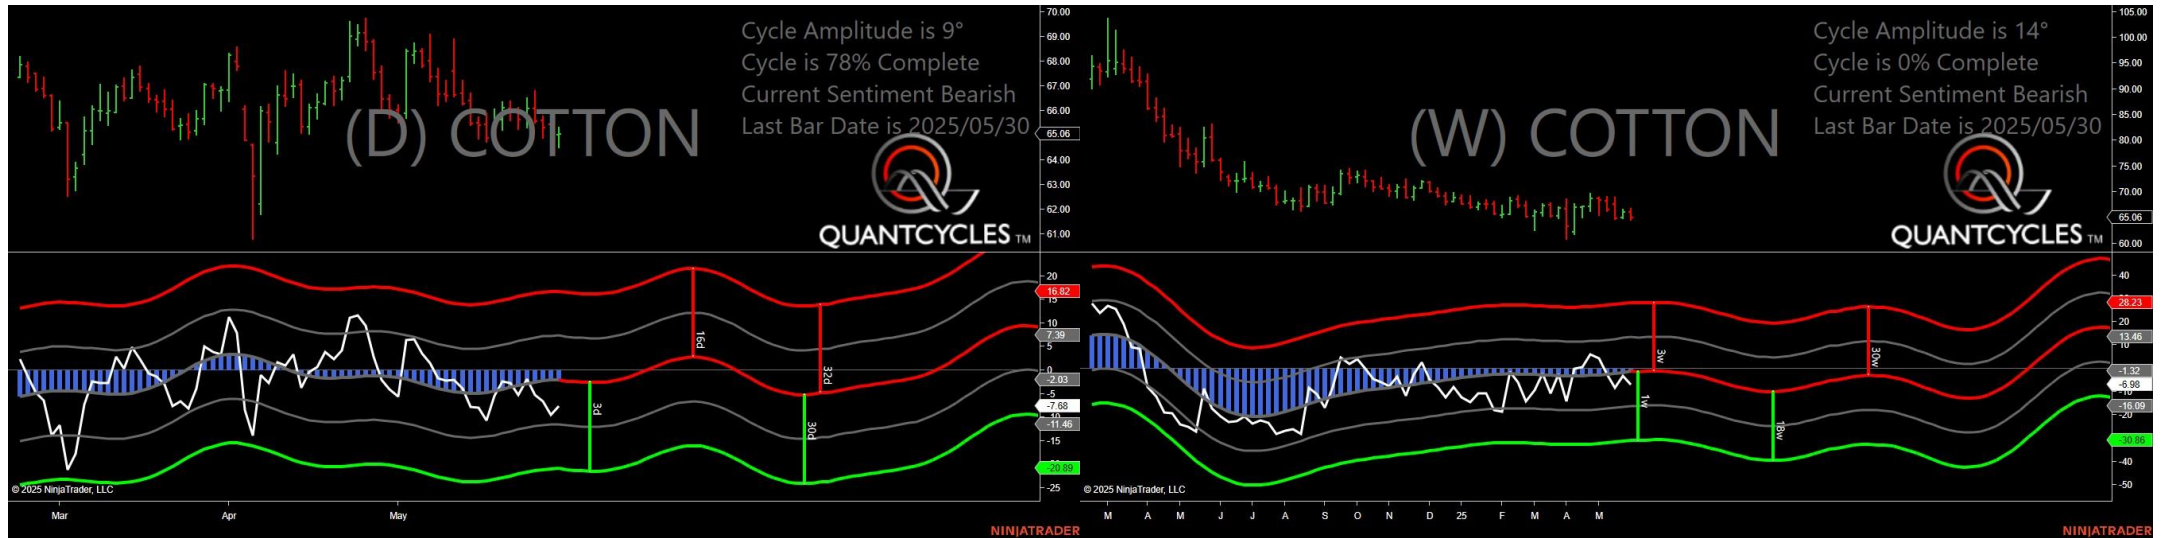 Cycle Amplitude is 9°
Cycle is 78% Complete
Current Sentiment Bearish
Last Bar Date is 2025/05/30
(D) COTTON
QUANTCYCLES TM
70.00
69.00
68.00
67.00
66.00
65.06
64.00
63.00
62.00
61.00
20
16.82
15
10
7.39
5
0
-2.03
-5
-7.68
-11.46
-15
-20.89
-25
3d
16d
30d
32d
© 2025 NinjaTrader, LLC
Mar Apr May
NINJATRADER
Cycle Amplitude is 14°
Cycle is 0% Complete
Current Sentiment Bearish
Last Bar Date is 2025/05/30
(W) COTTON
QUANTCYCLES TM
105.00
100.00
95.00
90.00
85.00
80.00
75.00
70.00
65.06
60.00
40
28.23
20
13.46
-1.32
-6.98
-16.09
-20
-30.86
-40
-50
1w
3w
18w
30w
© 2025 NinjaTrader, LLC
M A M J J A S O N D 25 F M A M
NINJATRADER